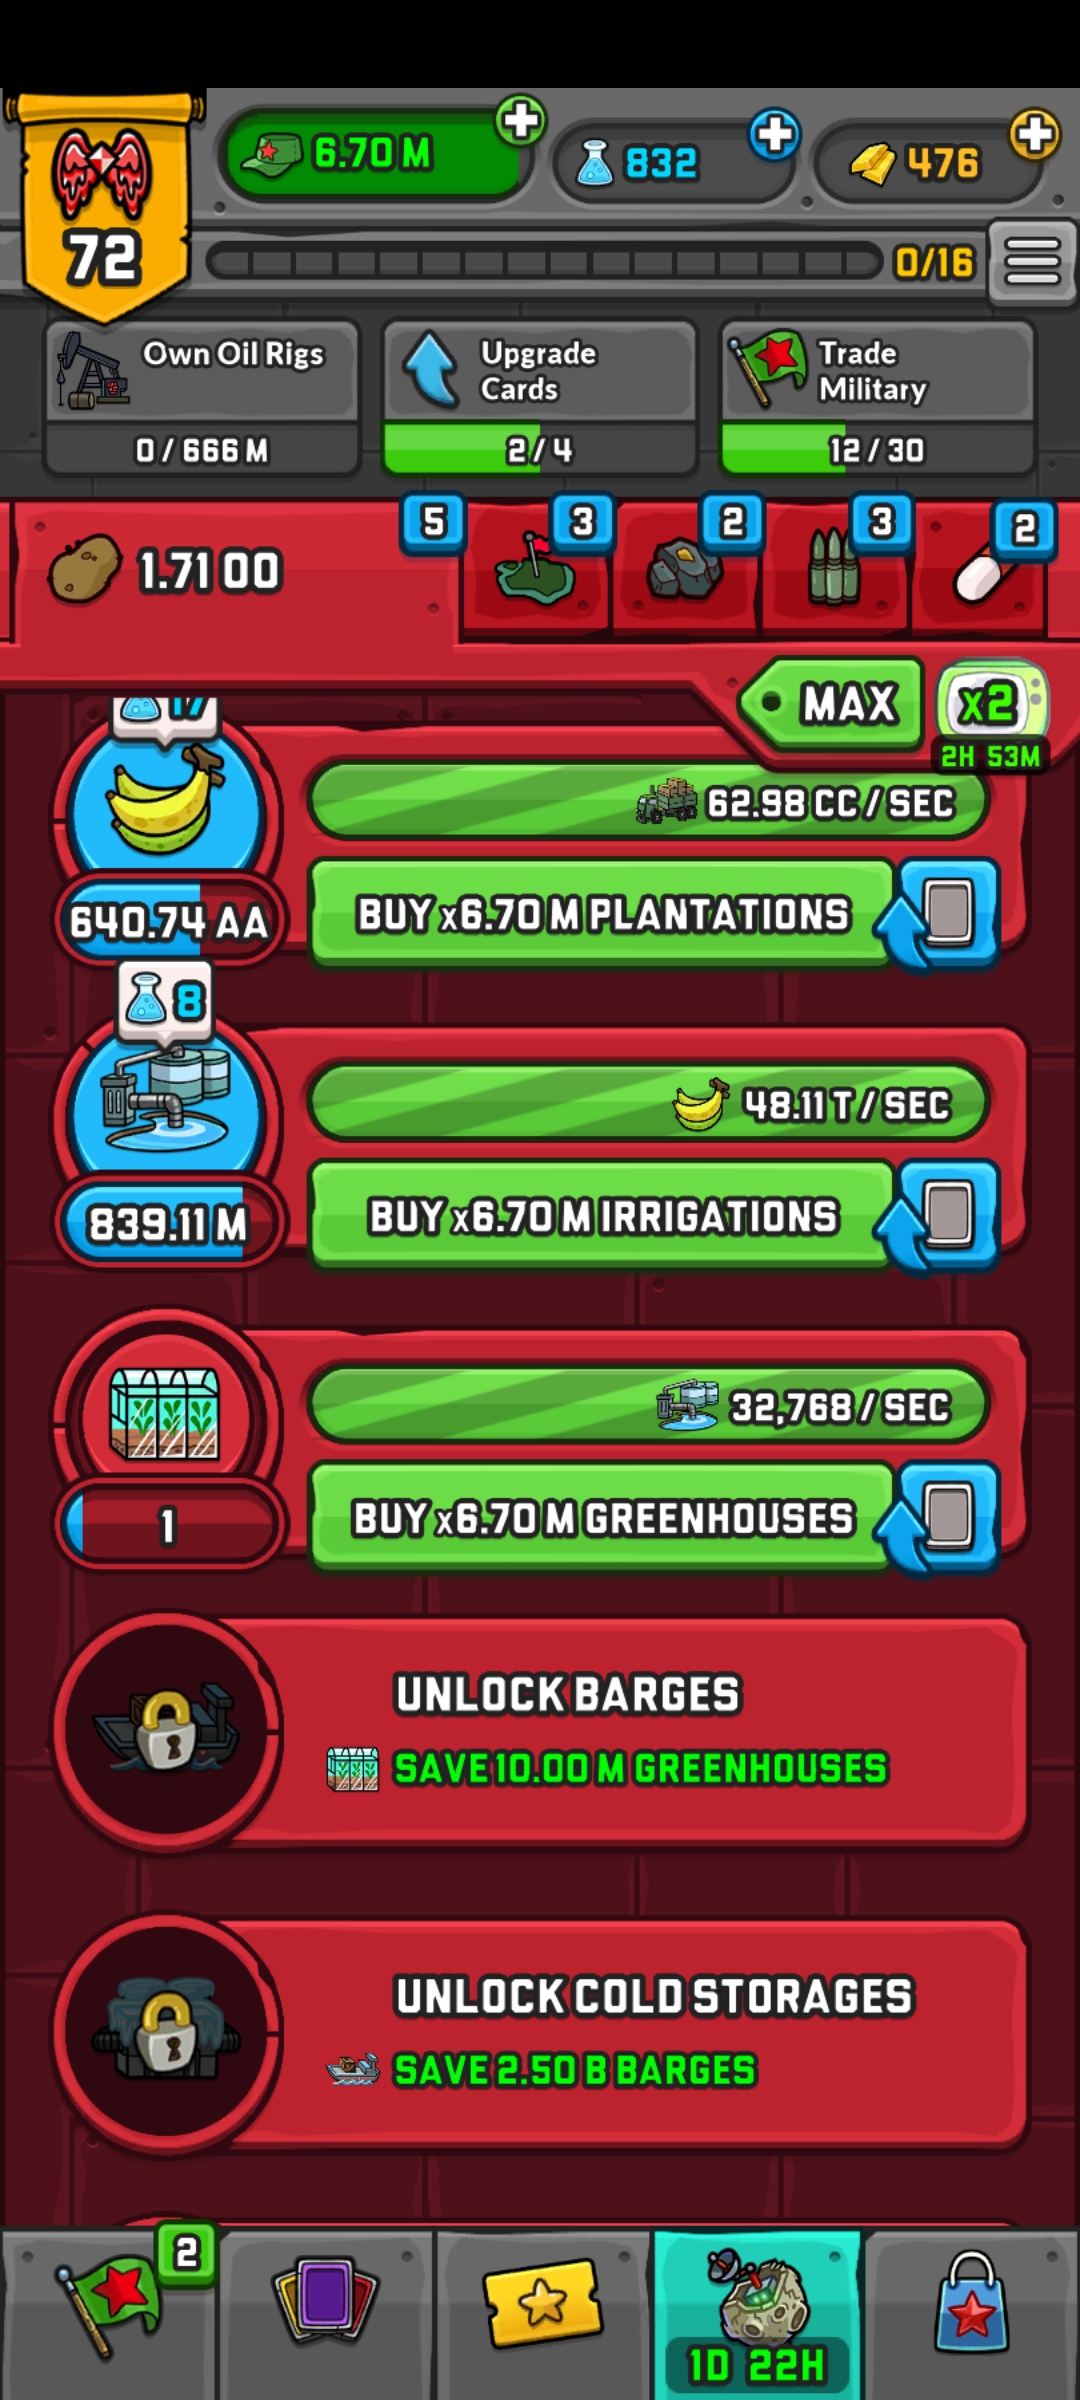 6.70 M
832
476
72
0/16
Own Oil Rigs
0 / 666 M
Upgrade
Cards
2 / 4
Trade
Military
12 / 30
1.71 OO
5
3
2
3
2
MAX
x2
2H 53M
17
62.98 CC / SEC
640.74 AA
BUY x6.70 M PLANTATIONS
8
48.11 T / SEC
839.11 M
BUY x6.70 M IRRIGATIONS
32,768 / SEC
1
BUY x6.70 M GREENHOUSES
UNLOCK BARGES
SAVE 10.00 M GREENHOUSES
UNLOCK COLD STORAGES
SAVE 2.50 B BARGES
2
1D 22H